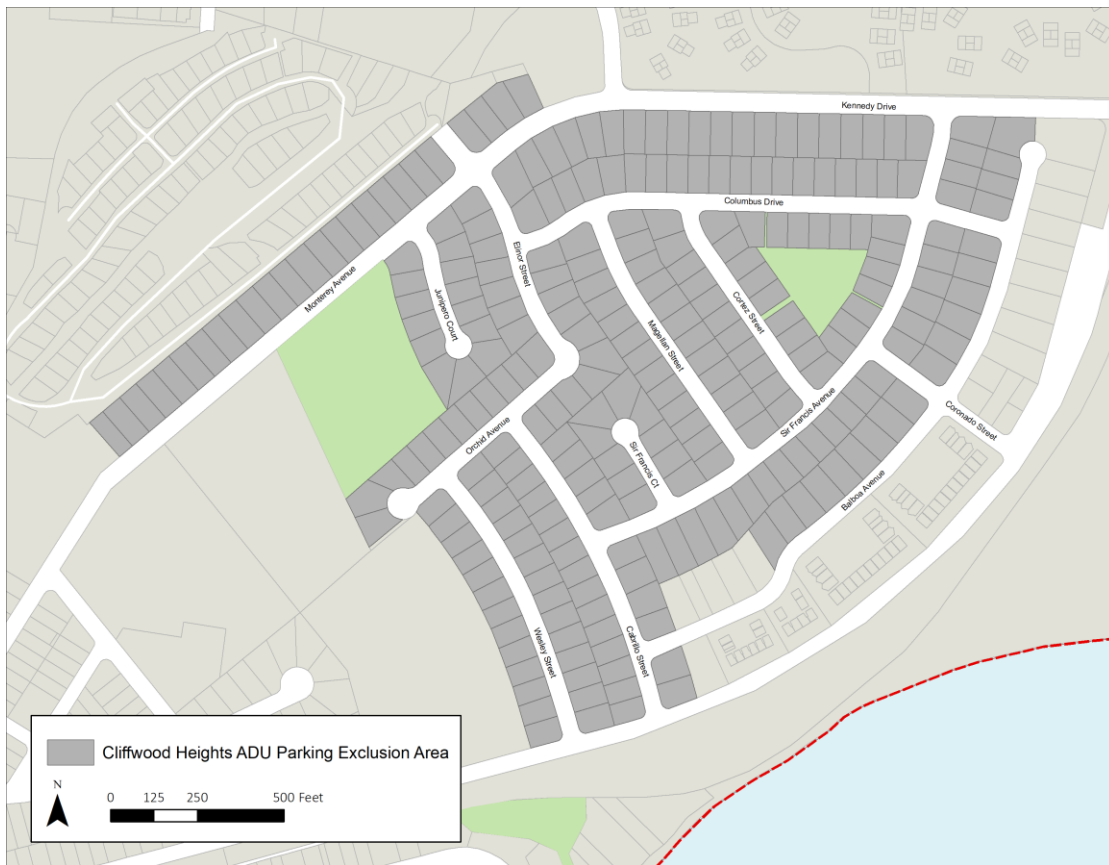 Kennedy Drive
Columbus Drive
Elinor Street
Monterey Avenue
Junipero Court
Cortez Street
Magellan Street
Sir Francis Avenue
Coronado Street
Orchid Avenue
Sir Francis Ct
Balboa Avenue
Wesley Street
Cabrillo Street
Cliffwood Heights ADU Parking Exclusion Area
N
0 125 250 500 Feet